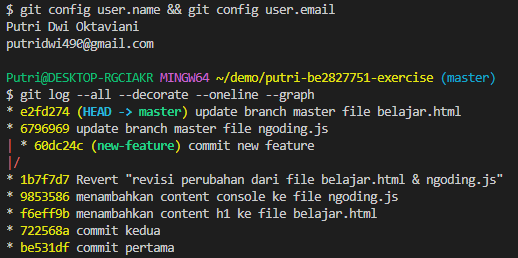 $ git config user.name && git config user.email
Putri Dwi Oktaviani
putridwi490@gmail.com
Putri@DESKTOP-RGCIAKR MINGW64 ~/demo/putri-be2827751-exercise (master)
$ git log --all --decorate --oneline --graph
* e2fd274 (HEAD -> master) update branch master file belajar.html
* 6796969 update branch master file ngoding.js
| * 60dc24c (new-feature) commit new feature
|/
* 1b7f7d7 Revert "revisi perubahan dari file belajar.html & ngoding.js"
* 9853586 menambahkan content console ke file ngoding.js
* f6eff9b menambahkan content h1 ke file belajar.html
* 722568a commit kedua
* be531df commit pertama